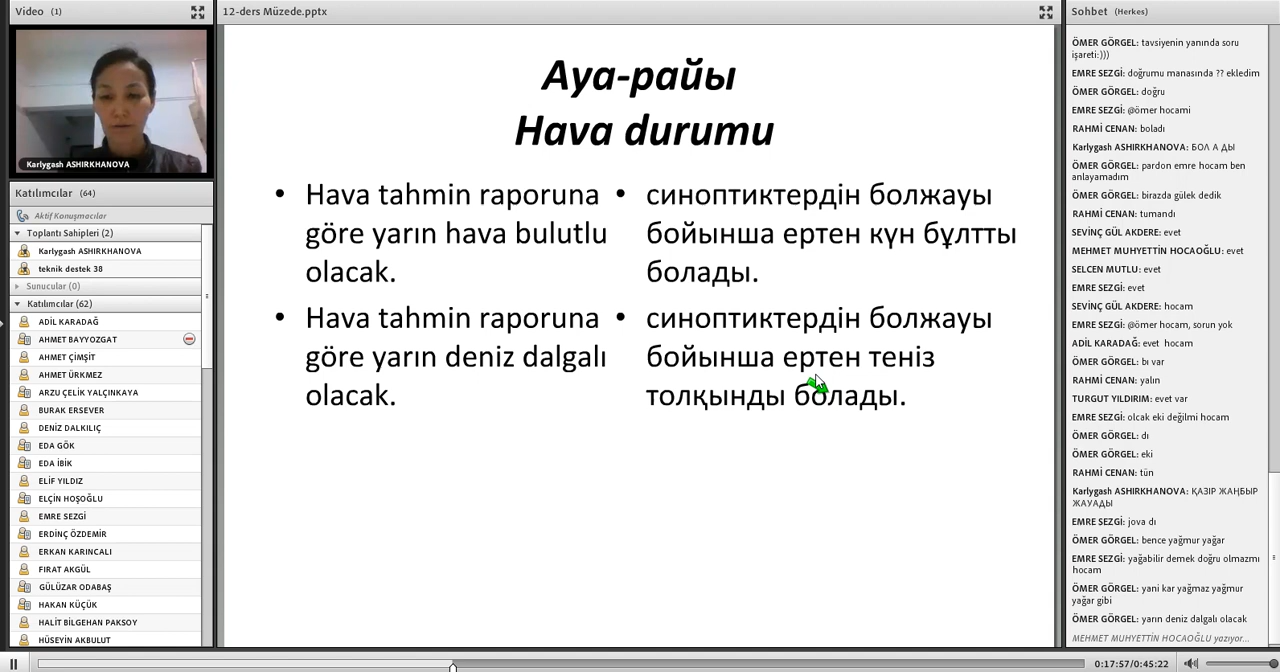 Video (1)
Karlygash ASHIRKHANOVA
Katılımcılar (64)
Aktif Konuşmacılar
Toplantı Sahipleri (2)
Karlygash ASHIRKHANOVA
teknik destek 38
Sunucular (0)
Katılımcılar (62)
ADİL KARADAĞ
AHMET BAYYOZGAT
AHMET ÇİMŞİT
AHMET ÜRKMEZ
ARZU ÇELİK YALÇINKAYA
BURAK ERSEVER
DENİZ DALKILIÇ
EDA GÖK
EDA İBİK
ELİF YILDIZ
ELÇİN HOŞOĞLU
EMRE SEZGİ
ERDİNÇ ÖZDEMİR
ERKAN KARINCALI
FIRAT AKGÜL
GÜLÜZAR ODABAŞ
HAKAN KÜÇÜK
HALİT BİLGEHAN PAKSOY
HÜSEYİN AKBULUT
12-ders Müzede.pptx
Ауа-райы
Hava durumu
• Hava tahmin raporuna
göre yarın hava bulutlu
olacak.
• Hava tahmin raporuna
göre yarın deniz dalgalı
olacak.
• синоптиктердін болжауы
бойынша ертен күн бұлтты
болады.
• синоптиктердін болжауы
бойынша ертен теніз
толқынды болады.
Sohbet (Herkes)
ÖMER GÖRGEL: tavsiyenin yanında soru
işareti:)))
EMRE SEZGİ: doğrumu manasında ?? ekledim
ÖMER GÖRGEL: doğru
EMRE SEZGİ: @ömer hocami
RAHMİ CENAN: boladı
Karlygash ASHIRKHANOVA: БОЛ А ДЫ
ÖMER GÖRGEL: pardon emre hocam ben
anlayamadım
ÖMER GÖRGEL: birazda gülek dedik
RAHMİ CENAN: tumandı
SEVİNÇ GÜL AKDERE: evet
MEHMET MUHYETTİN HOCAOĞLU: evet
SELCEN MUTLU: evet
EMRE SEZGİ: evet
SEVİNÇ GÜL AKDERE: hocam
EMRE SEZGİ: @ömer hocam, sorun yok
ADİL KARADAĞ: evet hocam
ÖMER GÖRGEL: bı var
RAHMİ CENAN: yalın
TURGUT YILDIRIM: evet var
EMRE SEZGİ: olcak eki değilmi hocam
ÖMER GÖRGEL: dı
ÖMER GÖRGEL: eki
RAHMİ CENAN: tün
Karlygash ASHIRKHANOVA: ҚАЗІР ЖАҢБЫР
ЖАУАДЫ
EMRE SEZGİ: jova dı
ÖMER GÖRGEL: bence yağmur yağar
EMRE SEZGİ: yağabilir demek doğru olmazmı
hocam
ÖMER GÖRGEL: yani kar yağmaz yağmur
yağar gibi
ÖMER GÖRGEL: yarın deniz dalgalı olacak
MEHMET MUHYETTİN HOCAOĞLU yazıyor...
0:17:57/0:45:22